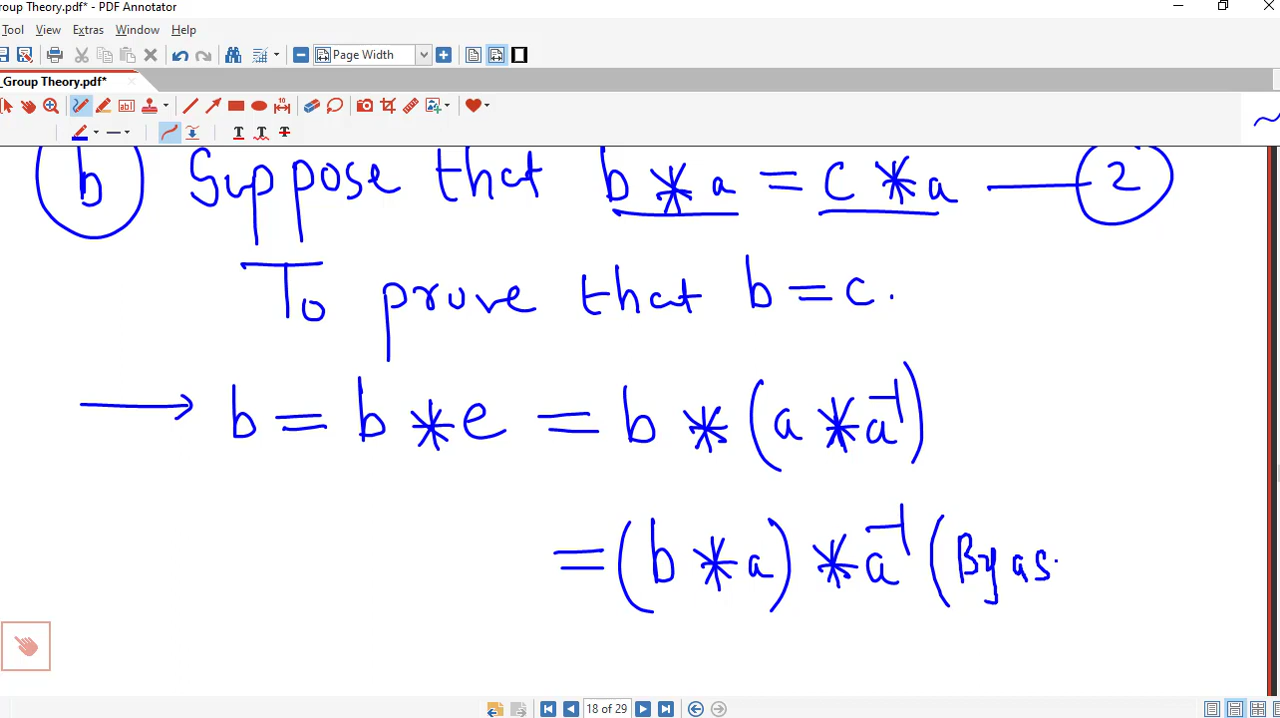 roup Theory.pdf* - PDF Annotator
Tool View Extras Window Help
Page Width
_Group Theory.pdf*
T T T
b Suppose that b * a = c * a —— 2
To prove that b = c.
→ b = b * e = b * (a * a⁻¹)
= (b * a) * a⁻¹ (By as
18 of 29